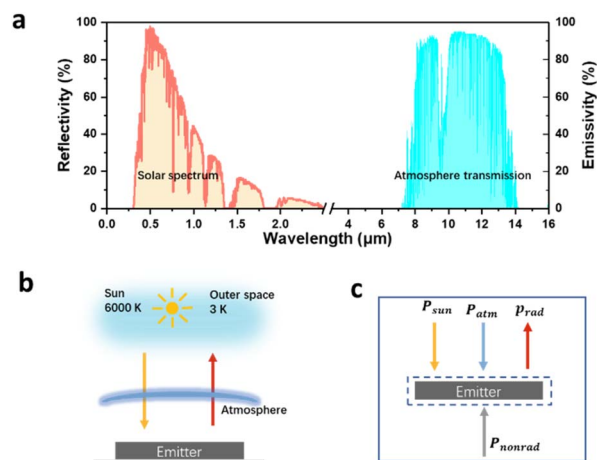 a
Reflectivity (%)
100
80
60
40
20
0
Solar spectrum
Atmosphere transmission
100
80
60
40
20
0
Emissivity (%)
0.0 0.5 1.0 1.5 2.0 4 6 8 10 12 14 16
Wavelength (μm)
b
Sun
6000 K
Outer space
3 K
Atmosphere
Emitter
c
P_sun P_atm p_rad
Emitter
P_nonrad